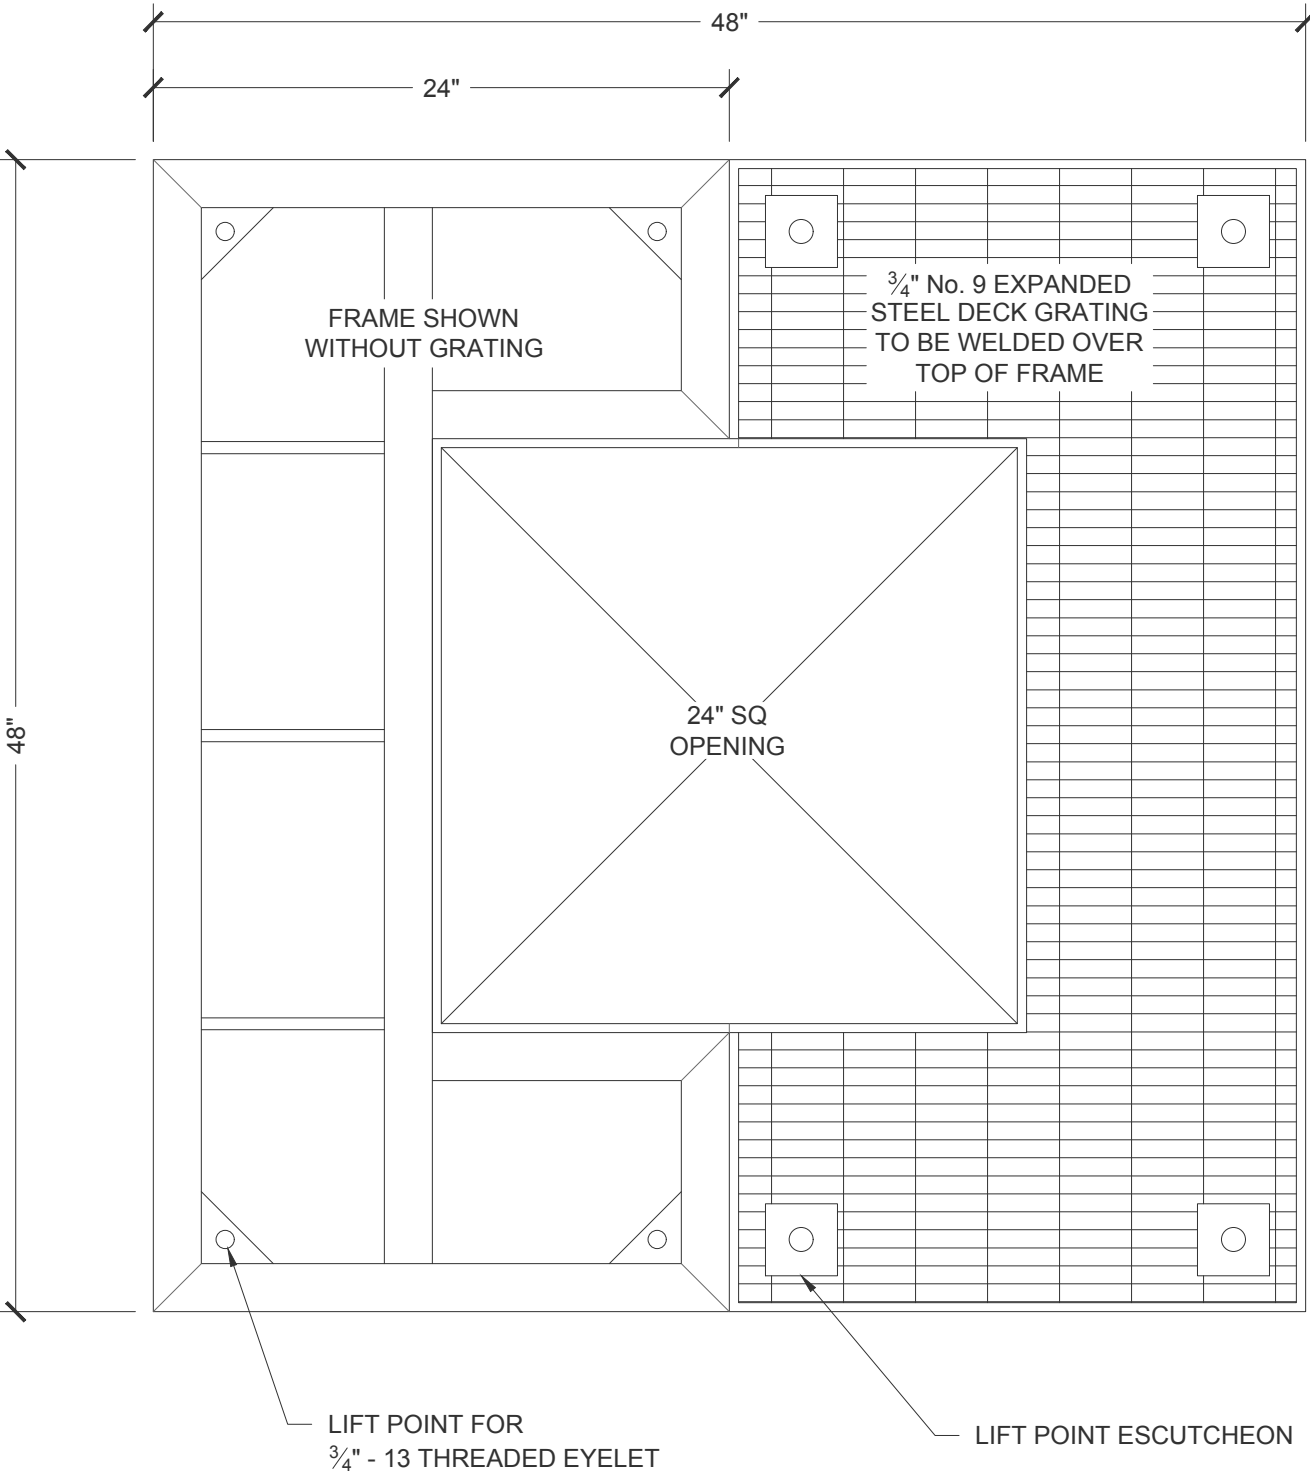 48"
24"
FRAME SHOWN
WITHOUT GRATING
¾" No. 9 EXPANDED
STEEL DECK GRATING
TO BE WELDED OVER
TOP OF FRAME
48"
24" SQ
OPENING
LIFT POINT FOR
¾" - 13 THREADED EYELET
LIFT POINT ESCUTCHEON